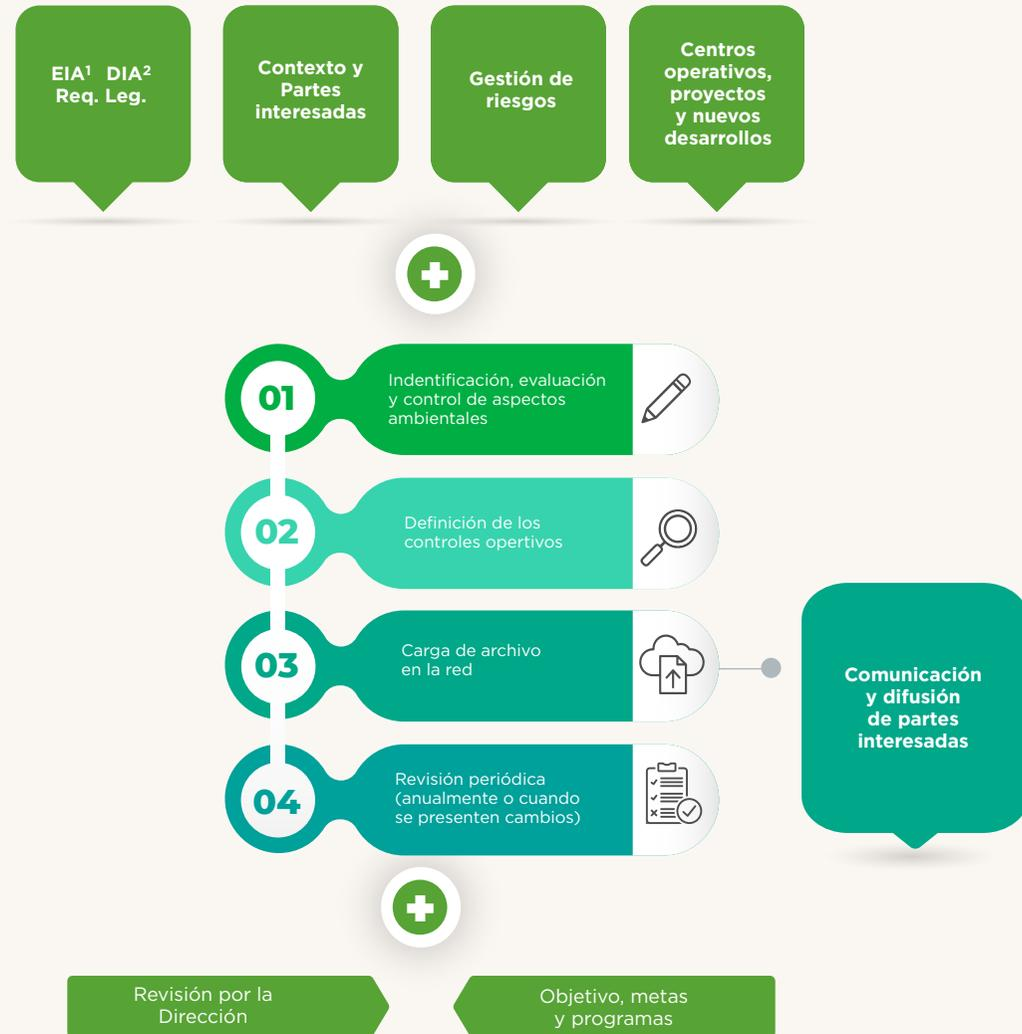 EIA¹ DIA²
Req. Leg.
Contexto y
Partes
interesadas
Gestión de
riesgos
Centros
operativos,
proyectos
y nuevos
desarrollos
01
Indentificación, evaluación
y control de aspectos
ambientales
02
Definición de los
controles opertivos
03
Carga de archivo
en la red
Comunicación
y difusión
de partes
interesadas
04
Revisión periódica
(anualmente o cuando
se presenten cambios)
Revisión por la
Dirección
Objetivo, metas
y programas